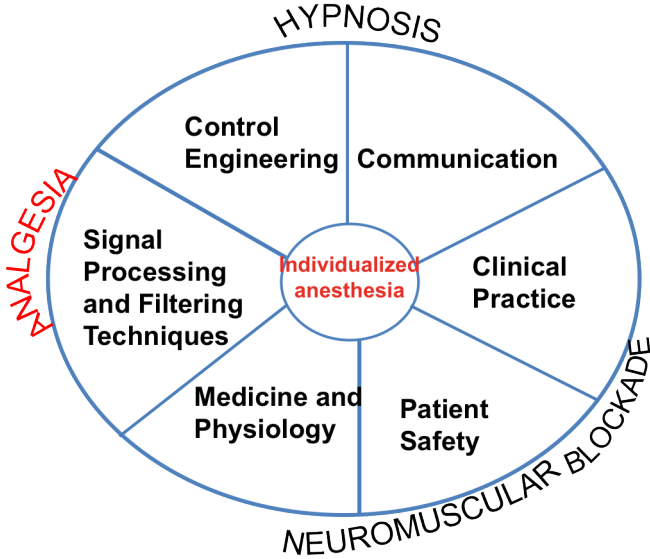 HYPNOSIS
Control
Engineering
Communication
ANALGESIA
Signal
Processing
and Filtering
Techniques
Individualized
anesthesia
Clinical
Practice
Medicine and
Physiology
Patient
Safety
NEUROMUSCULAR BLOCKADE